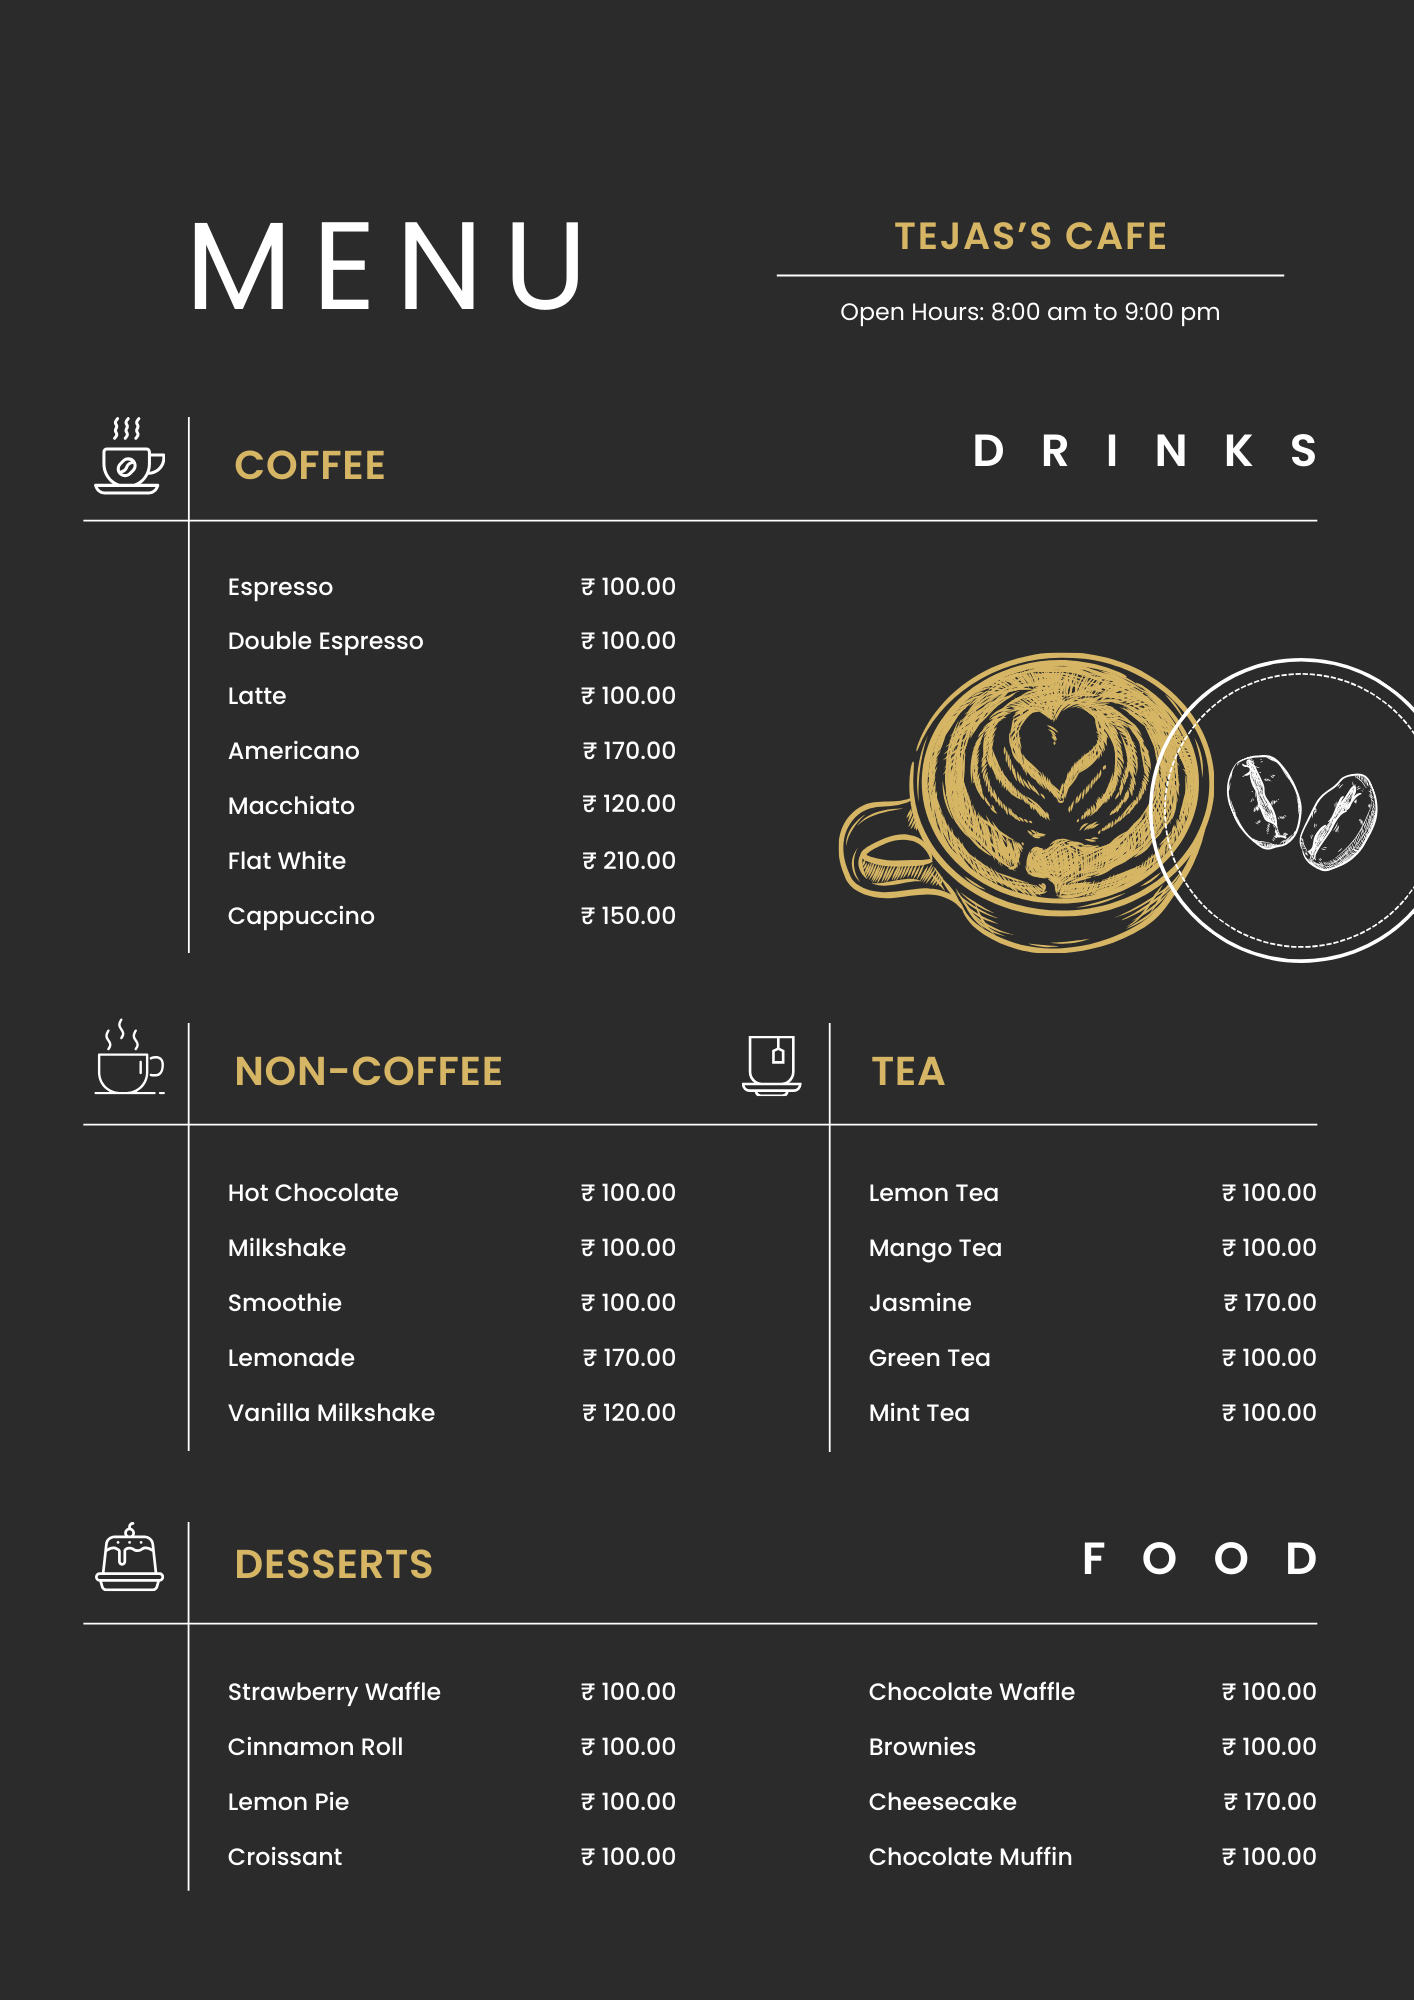 MENU
TEJAS’S CAFE
Open Hours: 8:00 am to 9:00 pm
COFFEE
DRINKS
Espresso ₹ 100.00
Double Espresso ₹ 100.00
Latte ₹ 100.00
Americano ₹ 170.00
Macchiato ₹ 120.00
Flat White ₹ 210.00
Cappuccino ₹ 150.00
NON-COFFEE
Hot Chocolate ₹ 100.00
Milkshake ₹ 100.00
Smoothie ₹ 100.00
Lemonade ₹ 170.00
Vanilla Milkshake ₹ 120.00
TEA
Lemon Tea ₹ 100.00
Mango Tea ₹ 100.00
Jasmine ₹ 170.00
Green Tea ₹ 100.00
Mint Tea ₹ 100.00
DESSERTS
FOOD
Strawberry Waffle ₹ 100.00
Cinnamon Roll ₹ 100.00
Lemon Pie ₹ 100.00
Croissant ₹ 100.00
Chocolate Waffle ₹ 100.00
Brownies ₹ 100.00
Cheesecake ₹ 170.00
Chocolate Muffin ₹ 100.00